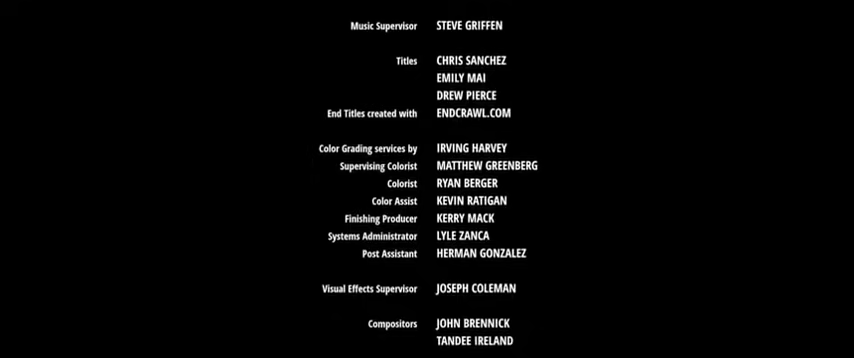 Music Supervisor STEVE GRIFFEN
Titles CHRIS SANCHEZ
EMILY MAI
DREW PIERCE
End Titles created with ENDCRAWL.COM
Color Grading services by IRVING HARVEY
Supervising Colorist MATTHEW GREENBERG
Colorist RYAN BERGER
Color Assist KEVIN RATIGAN
Finishing Producer KERRY MACK
Systems Administrator LYLE ZANCA
Post Assistant HERMAN GONZALEZ
Visual Effects Supervisor JOSEPH COLEMAN
Compositors JOHN BRENNICK
TANDEE IRELAND